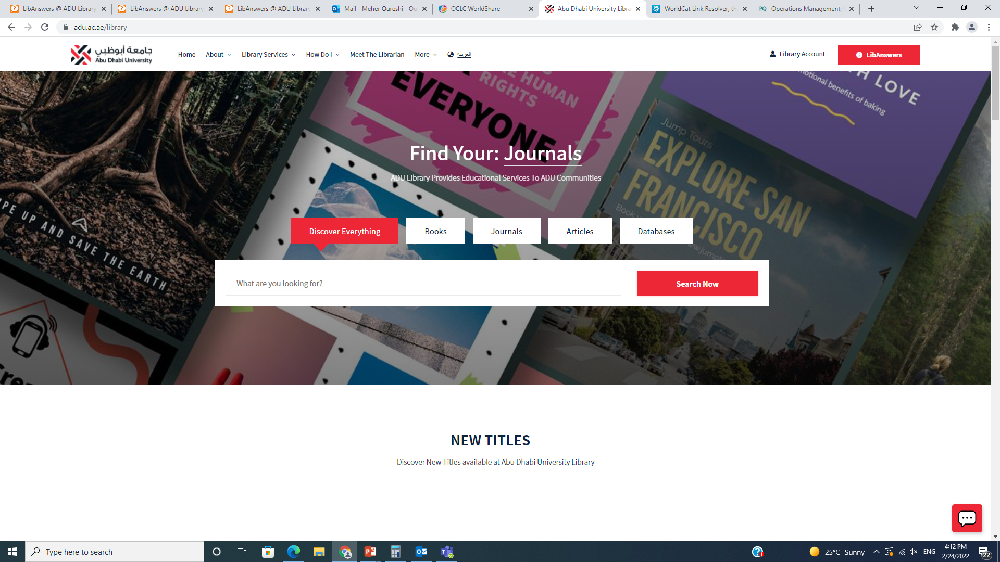 LibAnswers @ ADU Library
LibAnswers @ ADU Library
LibAnswers @ ADU Library
Mail - Meher Qureshi - Ou
OCLC WorldShare
Abu Dhabi University Libra
WorldCat Link Resolver, th
PQ Operations Management;
adu.ac.ae/library
جامعة أبوظبي
Abu Dhabi University
Home About Library Services How Do I Meet The Librarian More العربية
Library Account
LibAnswers
EVERYONE
THE HUMAN
RIGHTS
TH LOVE
motional benefits of baking
Jump Tours
EXPLORE SAN
FRANCISCO
Book
www.jumpt
IPE UP AND SAVE THE EARTH
Crea
Find Your: Journals
ADU Library Provides Educational Services To ADU Communities
Discover Everything Books Journals Articles Databases
What are you looking for?
Search Now
NEW TITLES
Discover New Titles available at Abu Dhabi University Library
Type here to search
25°C Sunny
ENG
4:12 PM
2/24/2022
22